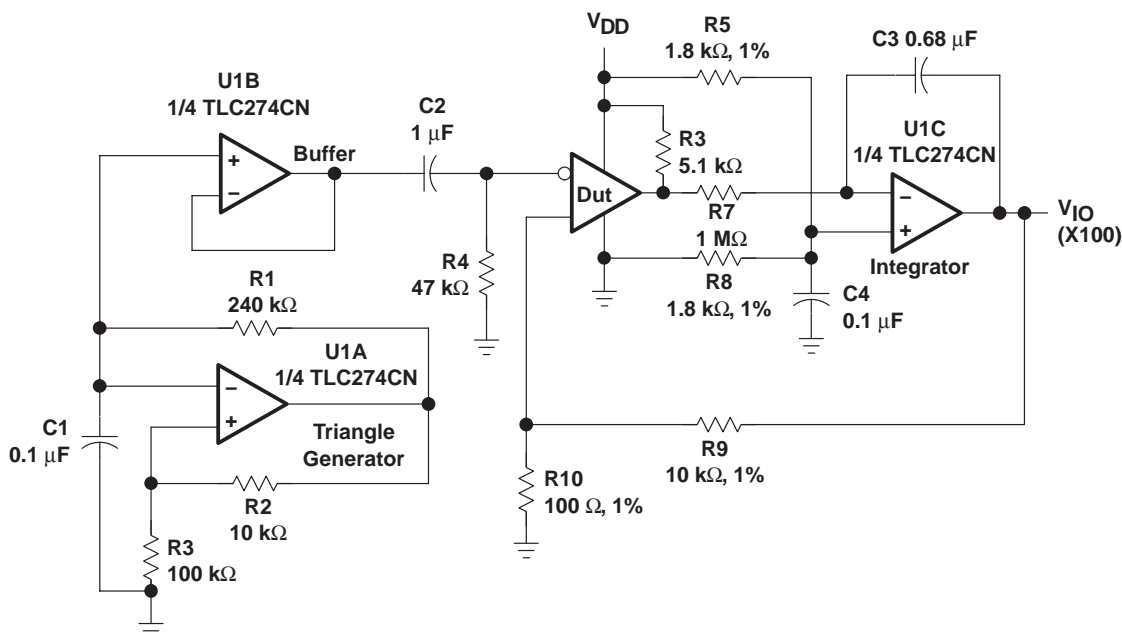 VDD
R5
1.8 kΩ, 1%
C3 0.68 μF
U1B
1/4 TLC274CN
C2
1 μF
Buffer
+
−
R3
5.1 kΩ
U1C
1/4 TLC274CN
Dut
R7
1 MΩ
−
+
VIO
(X100)
Integrator
R4
47 kΩ
R8
1.8 kΩ, 1%
C4
0.1 μF
R1
240 kΩ
U1A
1/4 TLC274CN
−
+
C1
0.1 μF
Triangle
Generator
R9
10 kΩ, 1%
R10
100 Ω, 1%
R2
10 kΩ
R3
100 kΩ